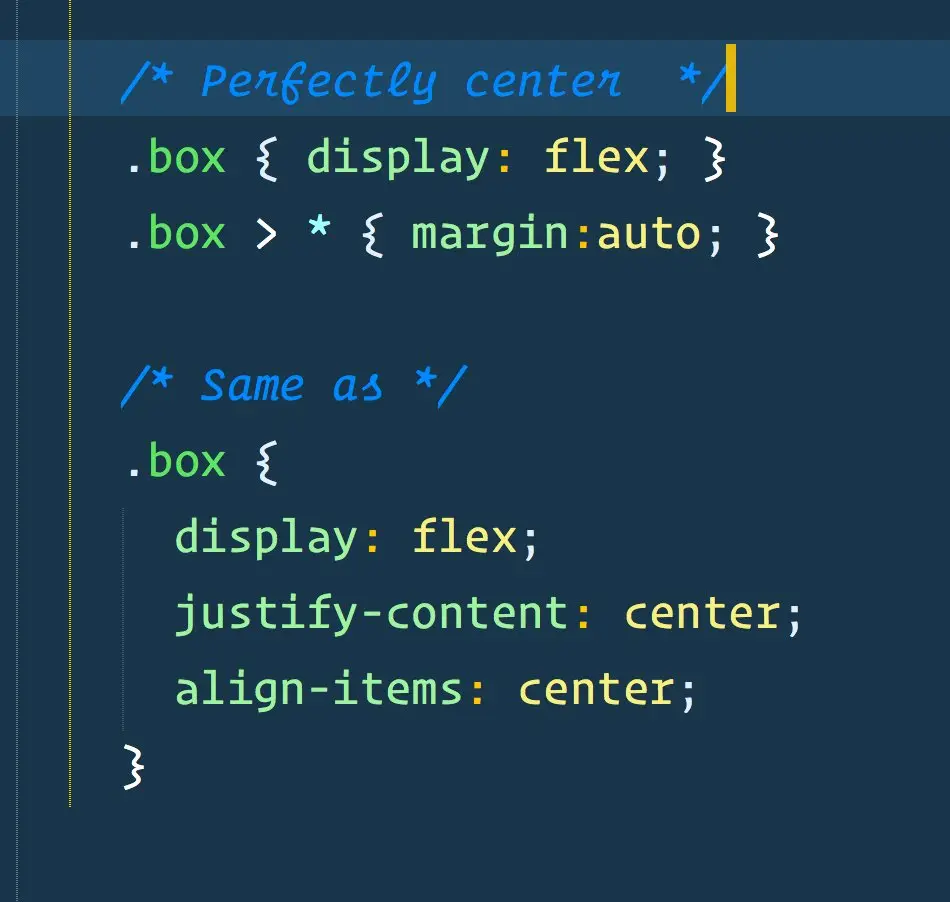 /* Perfectly center  */
.box { display: flex; }
.box > * { margin:auto; }
/* Same as */
.box {
display: flex;
justify-content: center;
align-items: center;
}